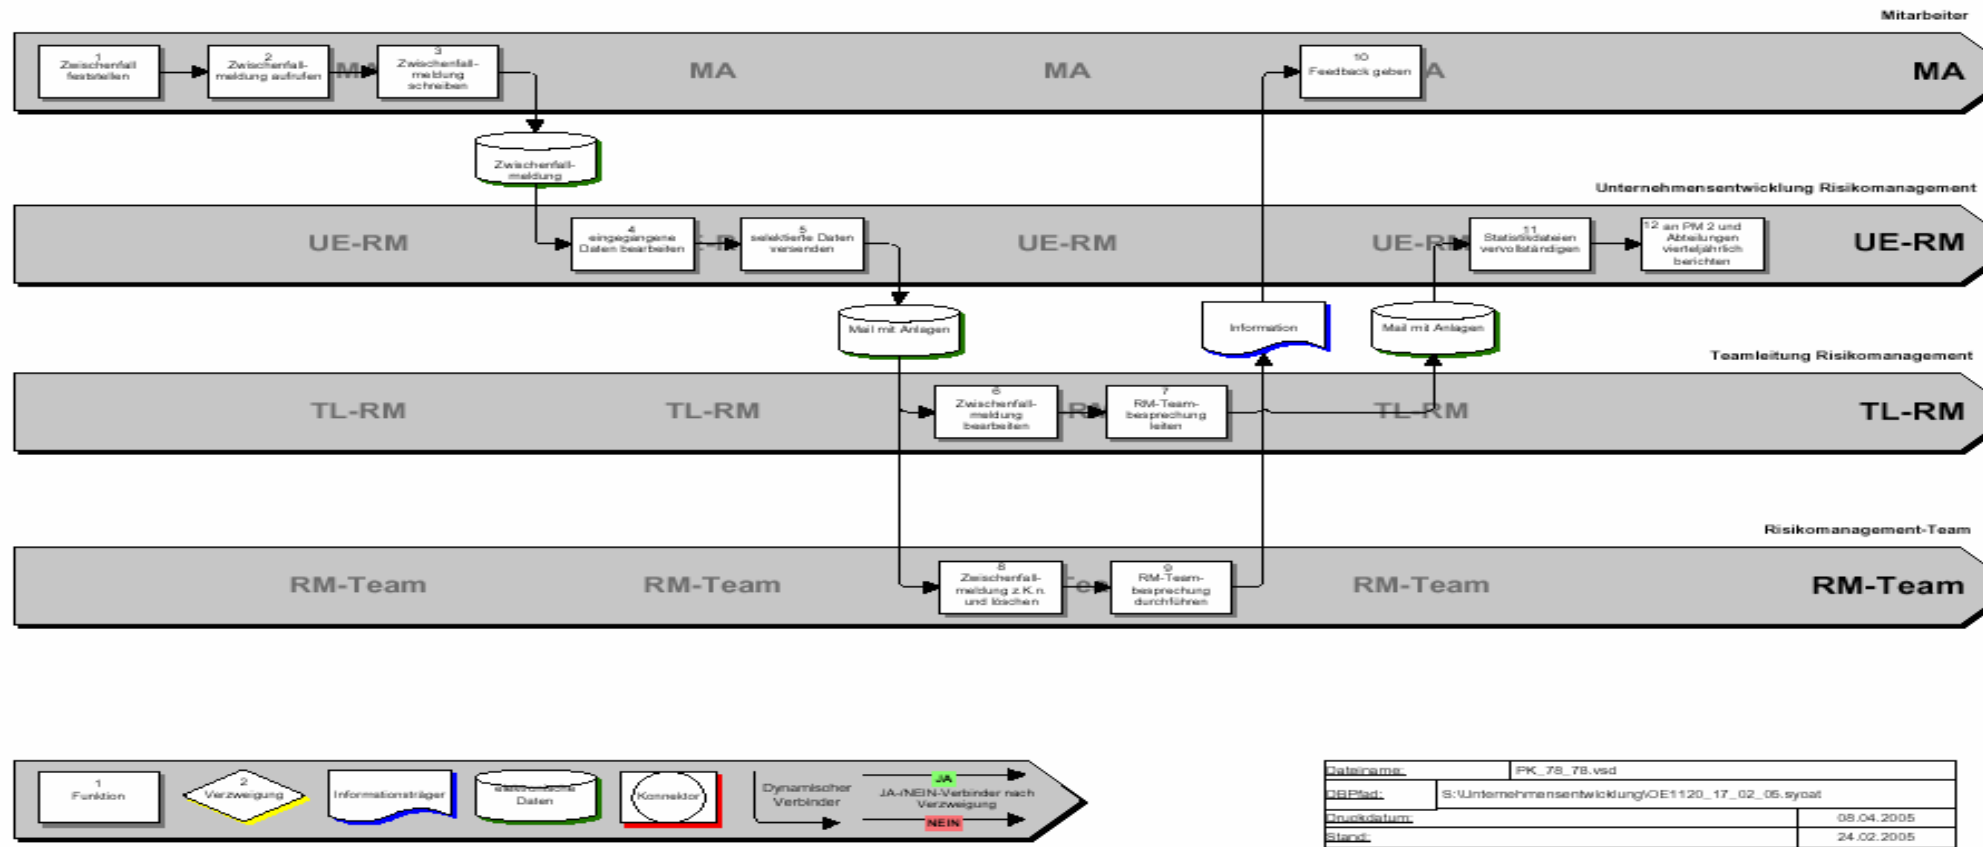 Mitarbeiter
1
Zwischenfall
feststellen
2
Zwischenfall-
meldung aufrufen
3
Zwischenfall-
meldung
schreiben
MA
MA
10
Feedback geben
MA
Zwischenfall-
meldung
Unternehmensentwicklung Risikomanagement
UE-RM
4
eingegangene
Daten bearbeiten
5
selektierte Daten
versenden
UE-RM
UE-RM
11
Statistikdateien
vervollständigen
12 an PM 2 und
Abteilungen
vierteljährlich
berichten
UE-RM
Mail mit Anlagen
Information
Mail mit Anlagen
Teamleitung Risikomanagement
TL-RM
TL-RM
6
Zwischenfall-
meldung
bearbeiten
7
RM-Team-
besprechung
leiten
TL-RM
TL-RM
Risikomanagement-Team
RM-Team
RM-Team
8
Zwischenfall-
meldung z.K.n.
und löschen
9
RM-Team-
besprechung
durchführen
RM-Team
RM-Team
1
Funktion
2
Verzweigung
Informationsträger
elektronische
Daten
Konnektor
Dynamischer
Verbinder
JA
JA-/NEIN-Verbinder nach
Verzweigung
NEIN
Dateiname: PK_78_78.vsd
DBPfad: S:\Unternehmensentwicklung\OE1120_17_02_05.sycat
Druckdatum: 08.04.2005
Stand: 24.02.2005